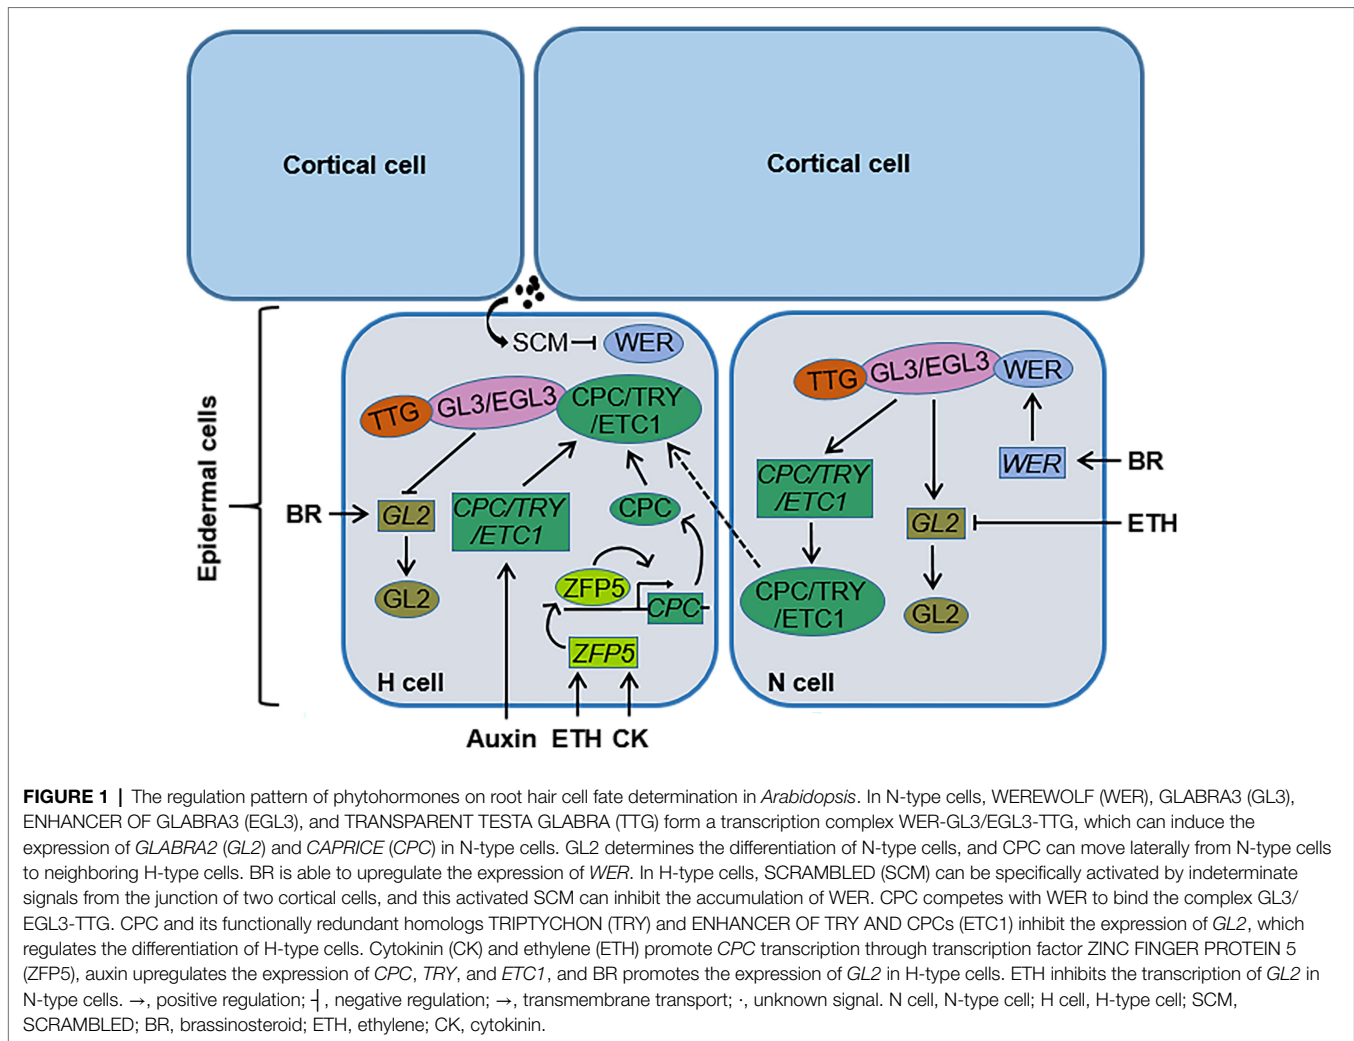 Cortical cell
Cortical cell
Epidermal cells
SCM
WER
TTG
GL3/EGL3
CPC/TRY
/ETC1
BR
GL2
CPC/TRY
/ETC1
CPC
GL2
ZFP5
CPC
ZFP5
H cell
Auxin
ETH
CK
TTG
GL3/EGL3
WER
CPC/TRY
/ETC1
WER
BR
GL2
ETH
CPC/TRY
/ETC1
GL2
N cell
FIGURE 1 | The regulation pattern of phytohormones on root hair cell fate determination in Arabidopsis. In N-type cells, WEREWOLF (WER), GLABRA3 (GL3),
ENHANCER OF GLABRA3 (EGL3), and TRANSPARENT TESTA GLABRA (TTG) form a transcription complex WER-GL3/EGL3-TTG, which can induce the
expression of GLABRA2 (GL2) and CAPRICE (CPC) in N-type cells. GL2 determines the differentiation of N-type cells, and CPC can move laterally from N-type cells
to neighboring H-type cells. BR is able to upregulate the expression of WER. In H-type cells, SCRAMBLED (SCM) can be specifically activated by indeterminate
signals from the junction of two cortical cells, and this activated SCM can inhibit the accumulation of WER. CPC competes with WER to bind the complex GL3/
EGL3-TTG. CPC and its functionally redundant homologs TRIPTYCHON (TRY) and ENHANCER OF TRY AND CPCs (ETC1) inhibit the expression of GL2, which
regulates the differentiation of H-type cells. Cytokinin (CK) and ethylene (ETH) promote CPC transcription through transcription factor ZINC FINGER PROTEIN 5
(ZFP5), auxin upregulates the expression of CPC, TRY, and ETC1, and BR promotes the expression of GL2 in H-type cells. ETH inhibits the transcription of GL2 in
N-type cells. →, positive regulation; ┤, negative regulation; →, transmembrane transport; ·, unknown signal. N cell, N-type cell; H cell, H-type cell; SCM,
SCRAMBLED; BR, brassinosteroid; ETH, ethylene; CK, cytokinin.